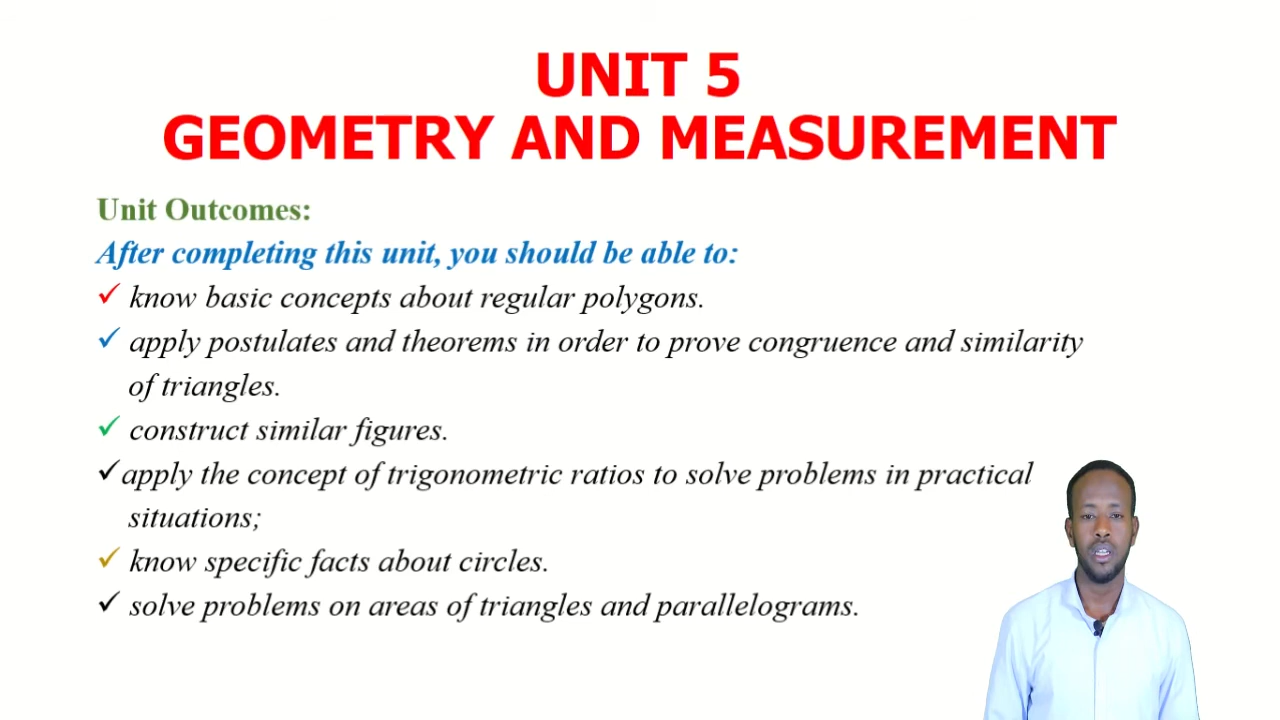 UNIT 5
GEOMETRY AND MEASUREMENT
Unit Outcomes:
After completing this unit, you should be able to:
✓ know basic concepts about regular polygons.
✓ apply postulates and theorems in order to prove congruence and similarity
of triangles.
✓ construct similar figures.
✓apply the concept of trigonometric ratios to solve problems in practical
situations;
✓ know specific facts about circles.
✓ solve problems on areas of triangles and parallelograms.